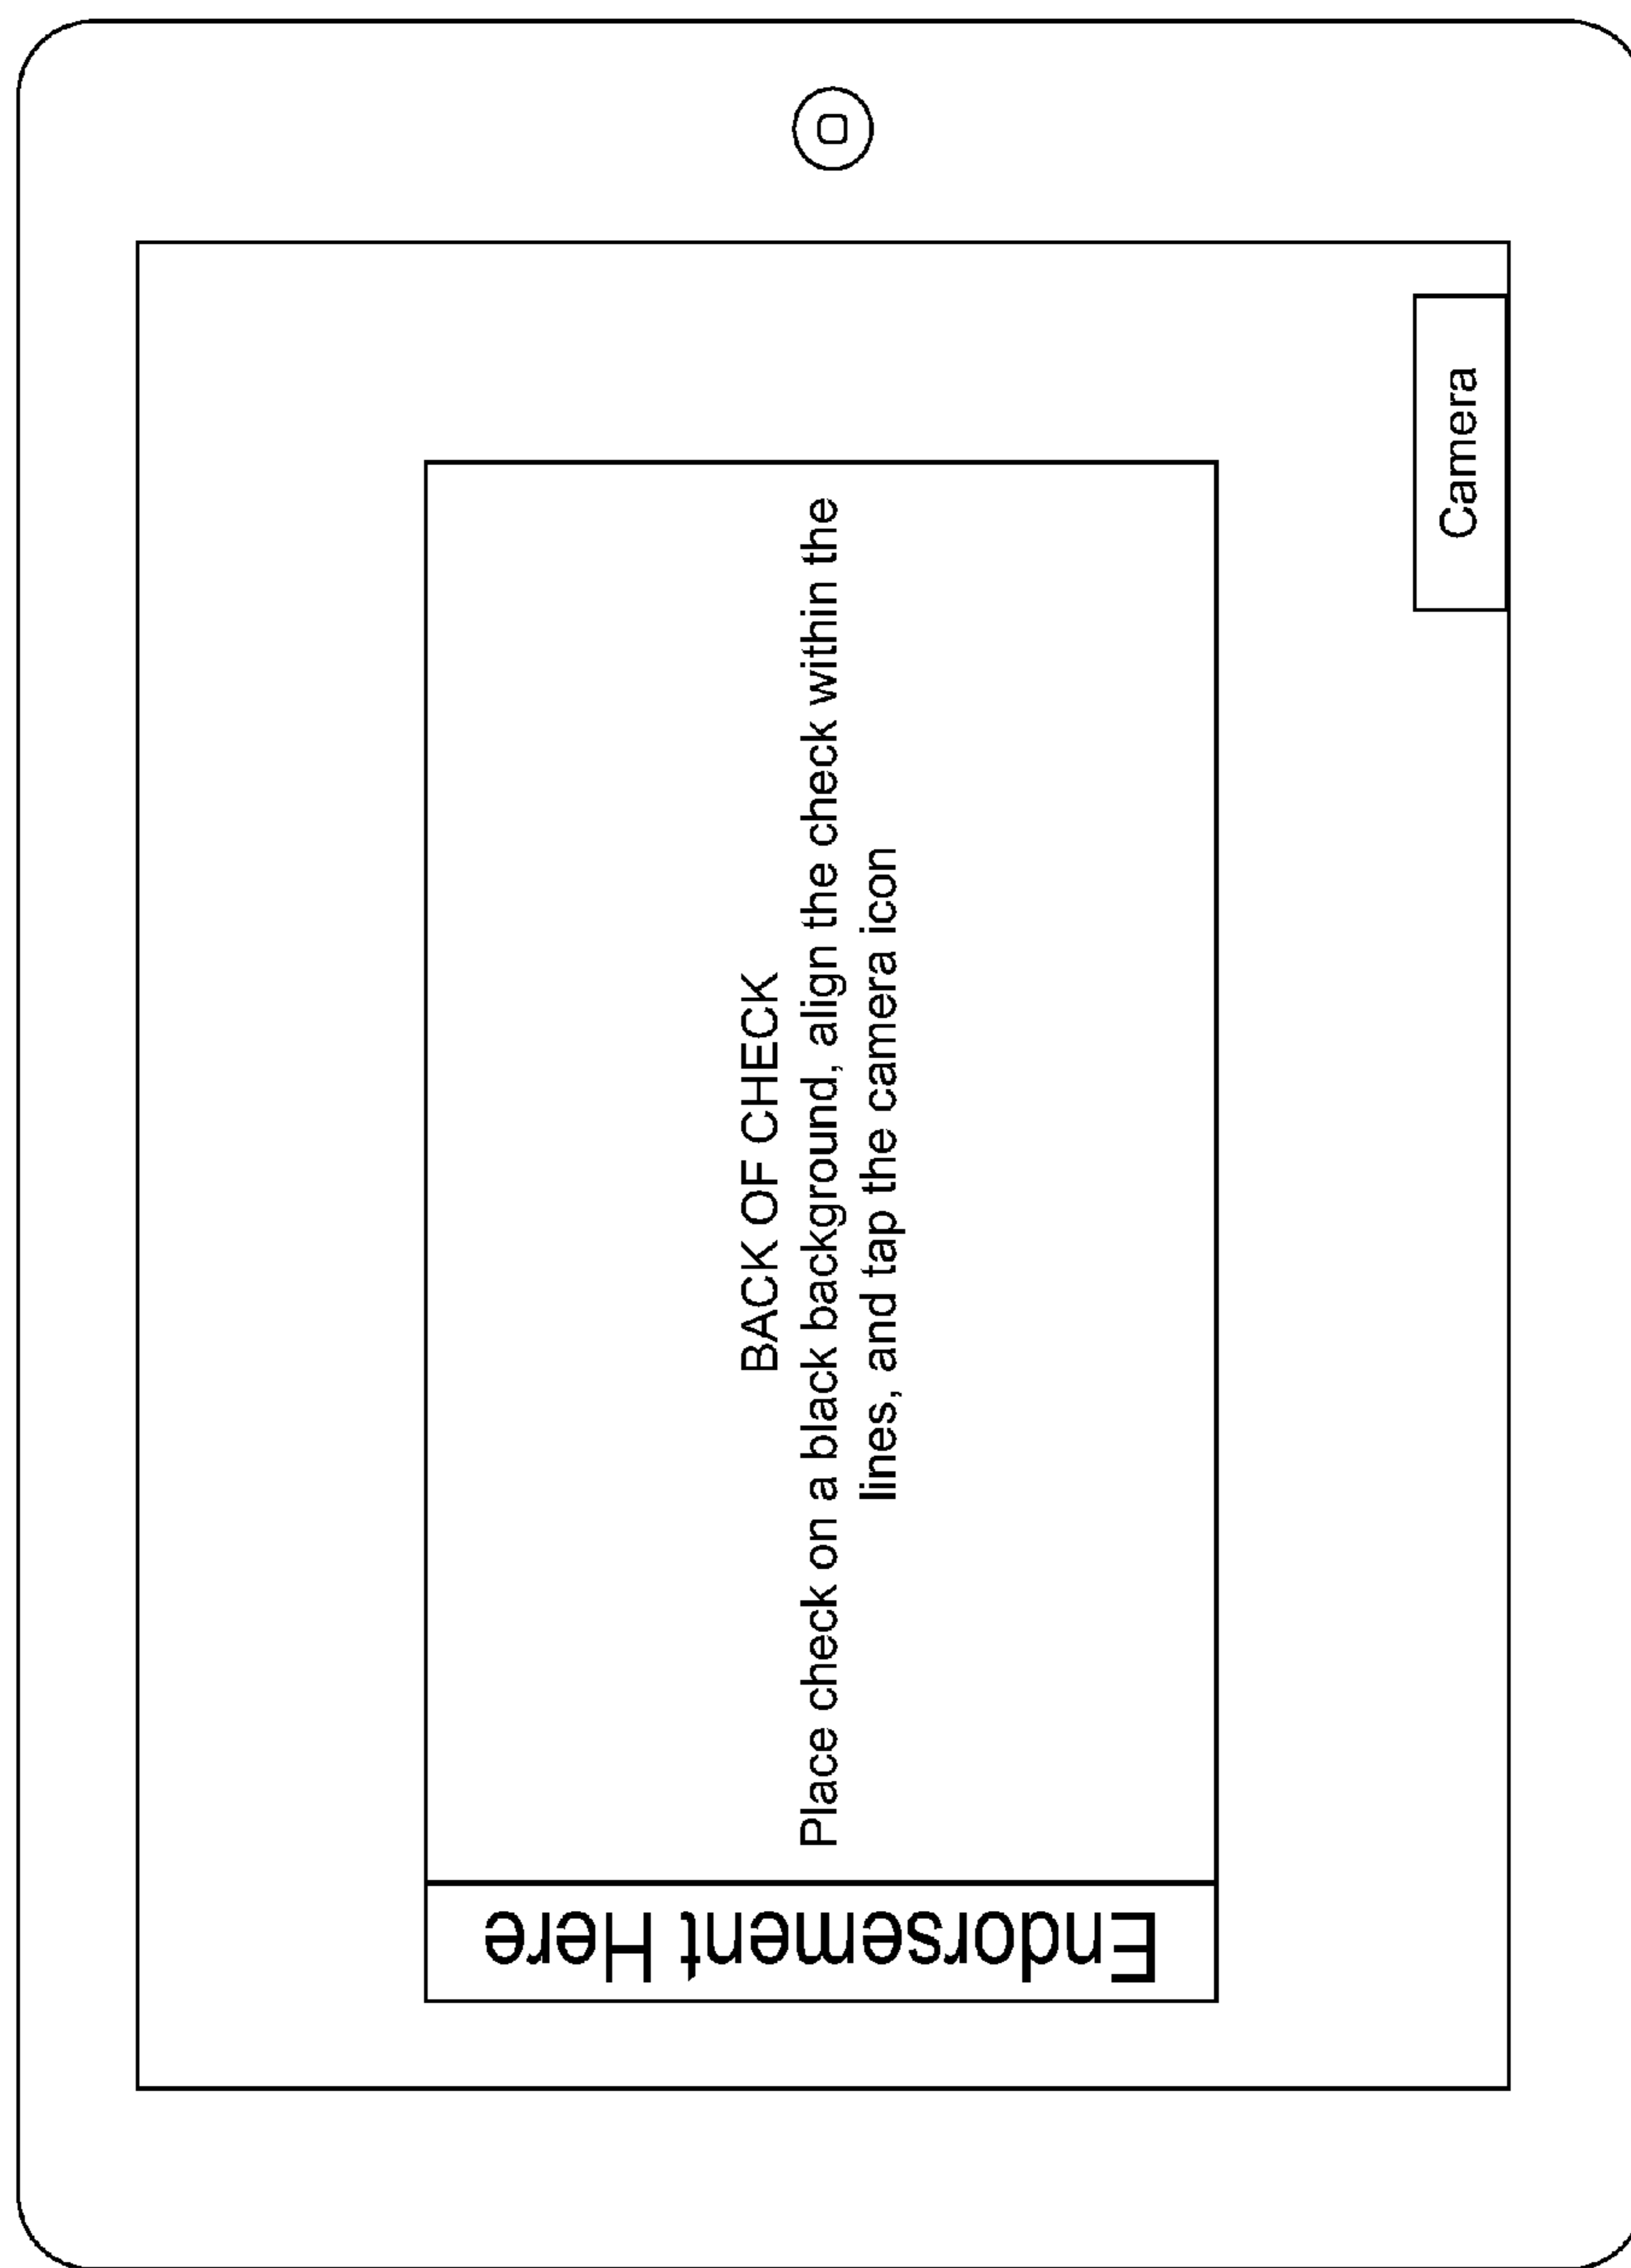 Endorsement Here
BACK OF CHECK
Place check on a black background, align the check within the
lines, and tap the camera icon
Camera